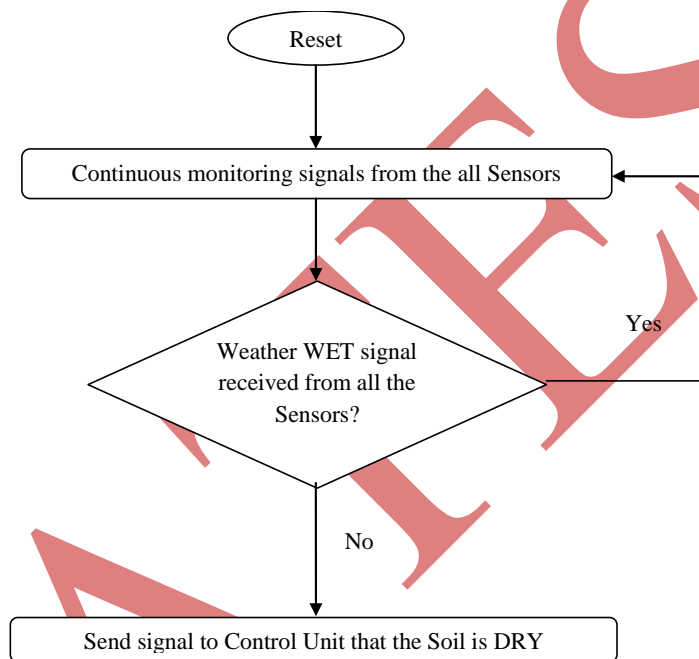 Reset
Continuous monitoring signals from the all Sensors
Yes
Weather WET signal
received from all the
Sensors?
No
Send signal to Control Unit that the Soil is DRY